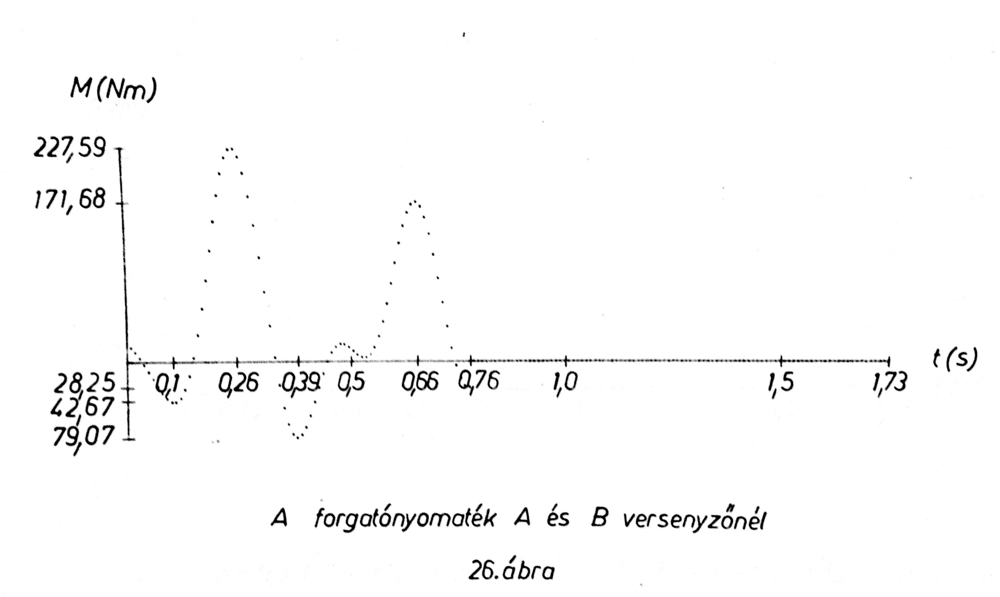 M(Nm)
227,59
171,68
28,25
42,67
79,07
0,1 0,26 0,39 0,5 0,66 0,76 1,0 1,5 1,73 t(s)
A forgatónyomaték A és B versenyzőnél
26.ábra